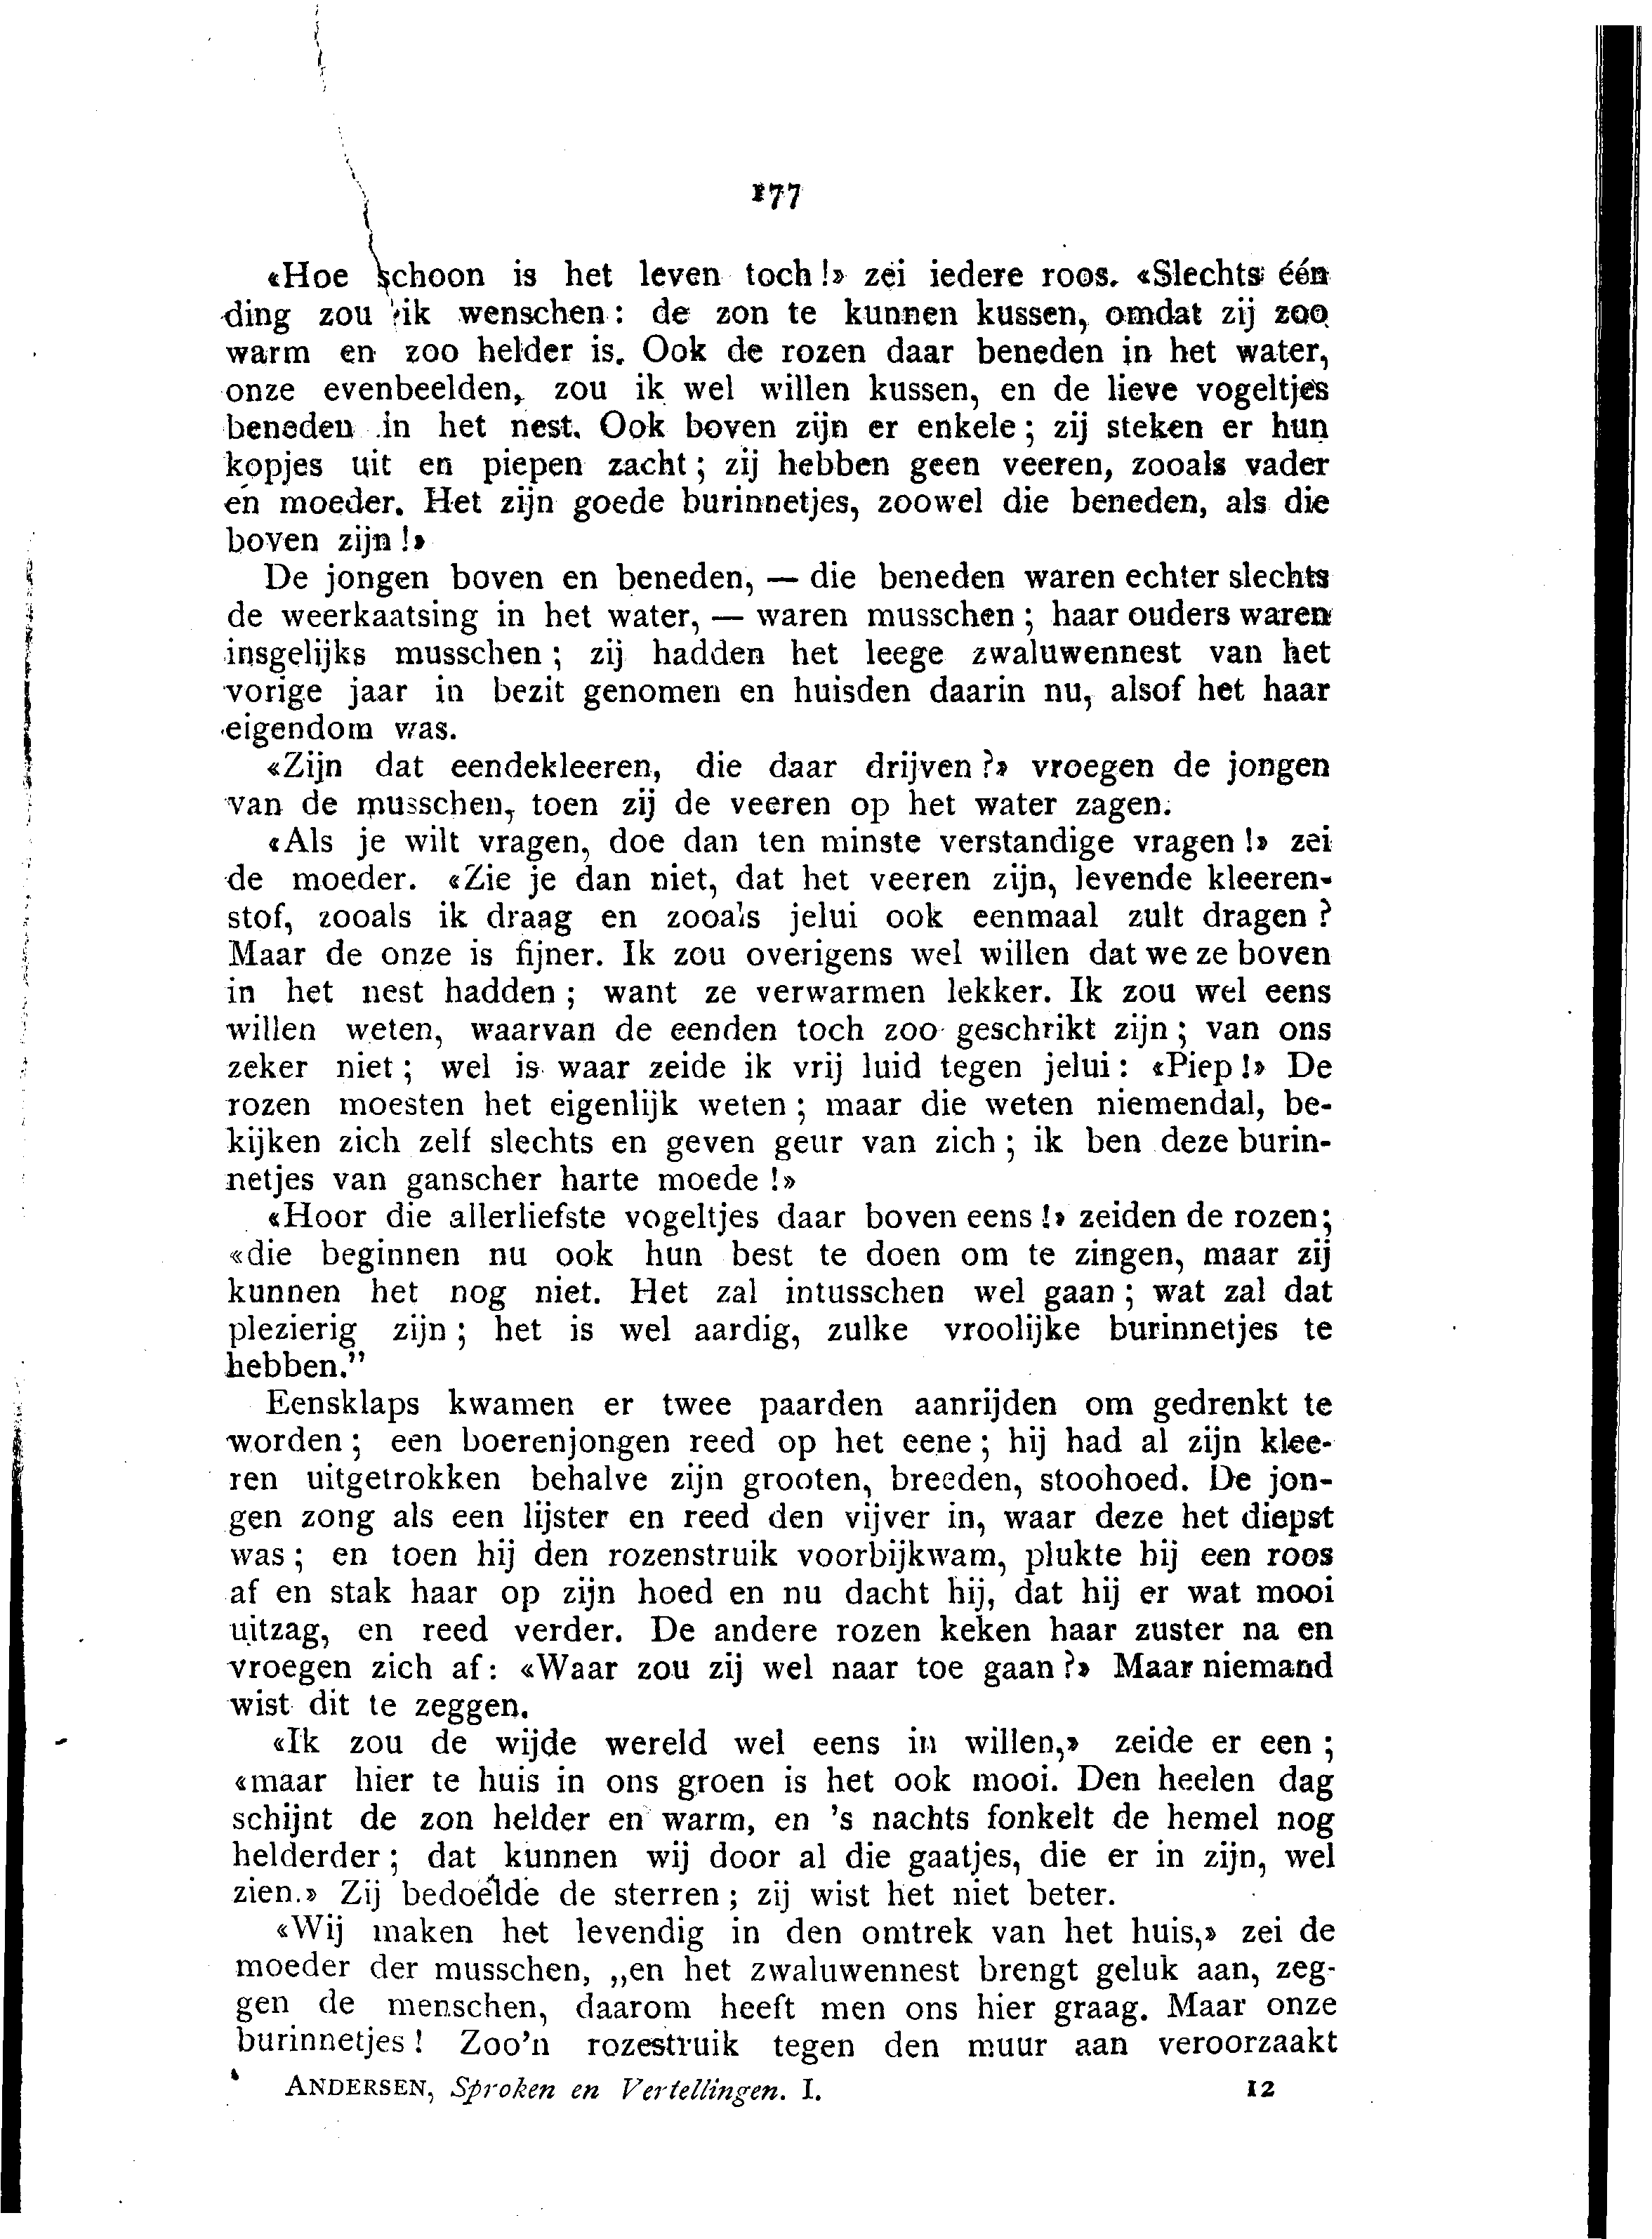 177
«Hoe schoon is het leven toch!» zei iedere roos. «Slechts één
ding zou ik wenschen: de zon te kunnen kussen, omdat zij zoo
warm en zoo helder is. Ook de rozen daar beneden in het water,
onze evenbeelden, zou ik wel willen kussen, en de lieve vogeltjes
beneden in het nest. Ook boven zijn er enkele; zij steken er hun
kopjes uit en piepen zacht; zij hebben geen veeren, zooals vader
en moeder. Het zijn goede burinnetjes, zoowel die beneden, als die
boven zijn!»
De jongen boven en beneden, — die beneden waren echter slechts
de weerkaatsing in het water, — waren musschen; haar ouders waren
insgelijks musschen; zij hadden het leege zwaluwennest van het
vorige jaar in bezit genomen en huisden daarin nu, alsof het haar
eigendom was.
«Zijn dat eendekleeren, die daar drijven?» vroegen de jongen
van de musschen, toen zij de veeren op het water zagen.
«Als je wilt vragen, doe dan ten minste verstandige vragen!» zei
de moeder. «Zie je dan niet, dat het veeren zijn, levende kleeren-
stof, zooals ik draag en zooals jelui ook eenmaal zult dragen?
Maar de onze is fijner. Ik zou overigens wel willen dat we ze boven
in het nest hadden; want ze verwarmen lekker. Ik zou wel eens
willen weten, waarvan de eenden toch zoo geschrikt zijn; van ons
zeker niet; wel is waar zeide ik vrij luid tegen jelui: «Piep!» De
rozen moesten het eigenlijk weten; maar die weten niemendal, be-
kijken zich zelf slechts en geven geur van zich; ik ben deze burin-
netjes van ganscher harte moede!»
«Hoor die allerliefste vogeltjes daar boven eens!» zeiden de rozen;
«die beginnen nu ook hun best te doen om te zingen, maar zij
kunnen het nog niet. Het zal intusschen wel gaan; wat zal dat
plezierig zijn; het is wel aardig, zulke vroolijke burinnetjes te
hebben.”
Eensklaps kwamen er twee paarden aanrijden om gedrenkt te
worden; een boerenjongen reed op het eene; hij had al zijn klee-
ren uitgetrokken behalve zijn grooten, breeden, stoohoed. De jon-
gen zong als een lijster en reed den vijver in, waar deze het diepst
was; en toen hij den rozenstruik voorbijkwam, plukte hij een roos
af en stak haar op zijn hoed en nu dacht hij, dat hij er wat mooi
uitzag, en reed verder. De andere rozen keken haar zuster na en
vroegen zich af: «Waar zou zij wel naar toe gaan?» Maar niemand
wist dit te zeggen.
«Ik zou de wijde wereld wel eens in willen,» zeide er een;
«maar hier te huis in ons groen is het ook mooi. Den heelen dag
schijnt de zon helder en warm, en 's nachts fonkelt de hemel nog
helderder; dat kunnen wij door al die gaatjes, die er in zijn, wel
zien.» Zij bedoelde de sterren; zij wist het niet beter.
«Wij maken het levendig in den omtrek van het huis,» zei de
moeder der musschen, „en het zwaluwennest brengt geluk aan, zeg-
gen de menschen, daarom heeft men ons hier graag. Maar onze
burinnetjes! Zoo'n rozestruik tegen den muur aan veroorzaakt
ANDERSEN, Sproken en Vertellingen. I. 12